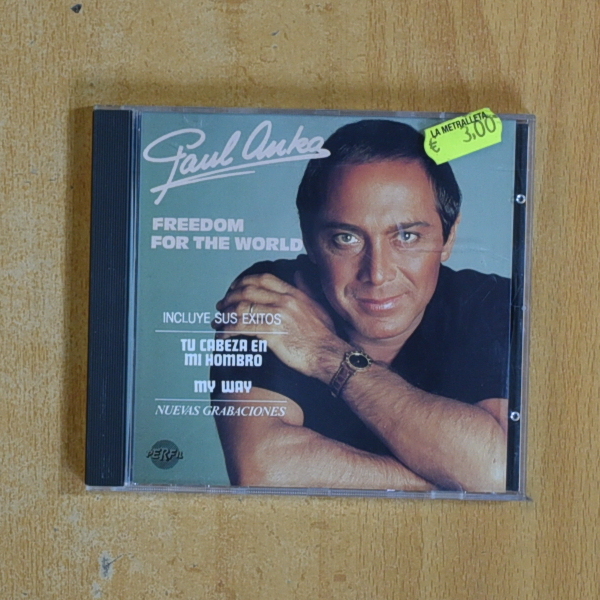 Paul Anka
LA METRALLETA
€ 3,00
FREEDOM
FOR THE WORLD
INCLUYE SUS EXITOS
TU CABEZA EN
MI HOMBRO
MY WAY
NUEVAS GRABACIONES
PERFIL